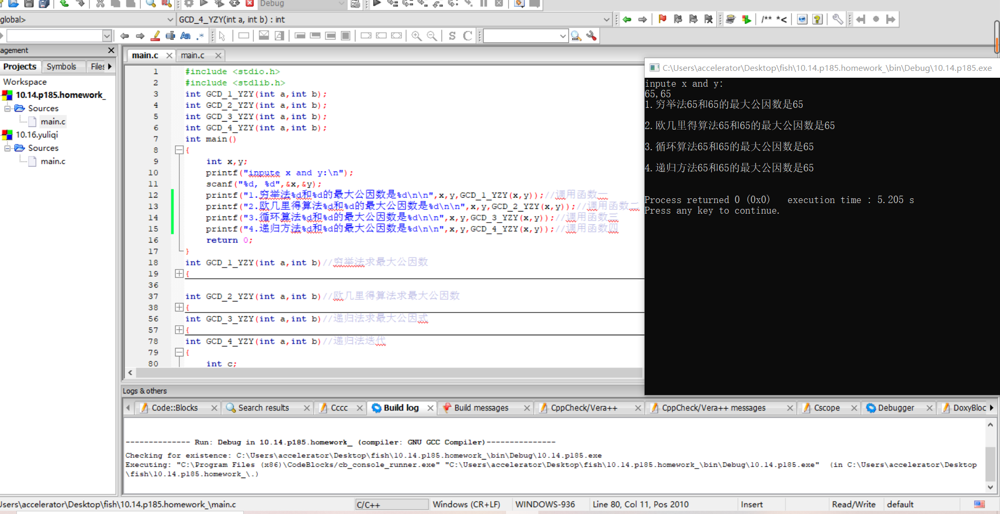 Debug
global>
GCD_4_YZY(int a, int b) : int
/** *<
S C
agement
Projects Symbols Files
Workspace
10.14.p185.homework_
Sources
main.c
10.16.yuliqi
Sources
main.c
main.c main.c
1 #include <stdio.h>
2 #include <stdlib.h>
3 int GCD_1_YZY(int a,int b);
4 int GCD_2_YZY(int a,int b);
5 int GCD_3_YZY(int a,int b);
6 int GCD_4_YZY(int a,int b);
7 int main()
8 {
9 int x,y;
10 printf("inpute x and y:\n");
11 scanf("%d, %d",&x,&y);
12 printf("1.穷举法%d和%d的最大公因数是%d\n\n",x,y,GCD_1_YZY(x,y));//调用函数一
13 printf("2.欧几里得算法%d和%d的最大公因数是%d\n\n",x,y,GCD_2_YZY(x,y));//调用函数二
14 printf("3.循环算法%d和%d的最大公因数是%d\n\n",x,y,GCD_3_YZY(x,y));//调用函数三
15 printf("4.递归方法%d和%d的最大公因数是%d\n\n",x,y,GCD_4_YZY(x,y));//调用函数四
16 return 0;
17 }
18 int GCD_1_YZY(int a,int b)//穷举法求最大公因数
19 {
36
37 int GCD_2_YZY(int a,int b)//欧几里得算法求最大公因数
38 {
56 int GCD_3_YZY(int a,int b)//递归法求最大公因式
57 {
78 int GCD_4_YZY(int a,int b)//递归法迭代
79 {
80 int c;
C:\Users\accelerator\Desktop\fish\10.14.p185.homework_\bin\Debug\10.14.p185.exe
inpute x and y:
65,65
1.穷举法65和65的最大公因数是65
2.欧几里得算法65和65的最大公因数是65
3.循环算法65和65的最大公因数是65
4.递归方法65和65的最大公因数是65
Process returned 0 (0x0) execution time : 5.205 s
Press any key to continue.
Logs & others
Code::Blocks Search results Cccc Build log Build messages CppCheck/Vera++ CppCheck/Vera++ messages Cscope Debugger DoxyBloc
-------------- Run: Debug in 10.14.p185.homework_ (compiler: GNU GCC Compiler)---------------
Checking for existence: C:\Users\accelerator\Desktop\fish\10.14.p185.homework_\bin\Debug\10.14.p185.exe
Executing: "C:\Program Files (x86)\CodeBlocks/cb_console_runner.exe" "C:\Users\accelerator\Desktop\fish\10.14.p185.homework_\bin\Debug\10.14.p185.exe" (in C:\Users\accelerator\Desktop
\fish\10.14.p185.homework_\.)
Users\accelerator\Desktop\fish\10.14.p185.homework_\main.c C/C++ Windows (CR+LF) WINDOWS-936 Line 80, Col 11, Pos 2010 Insert Read/Write default